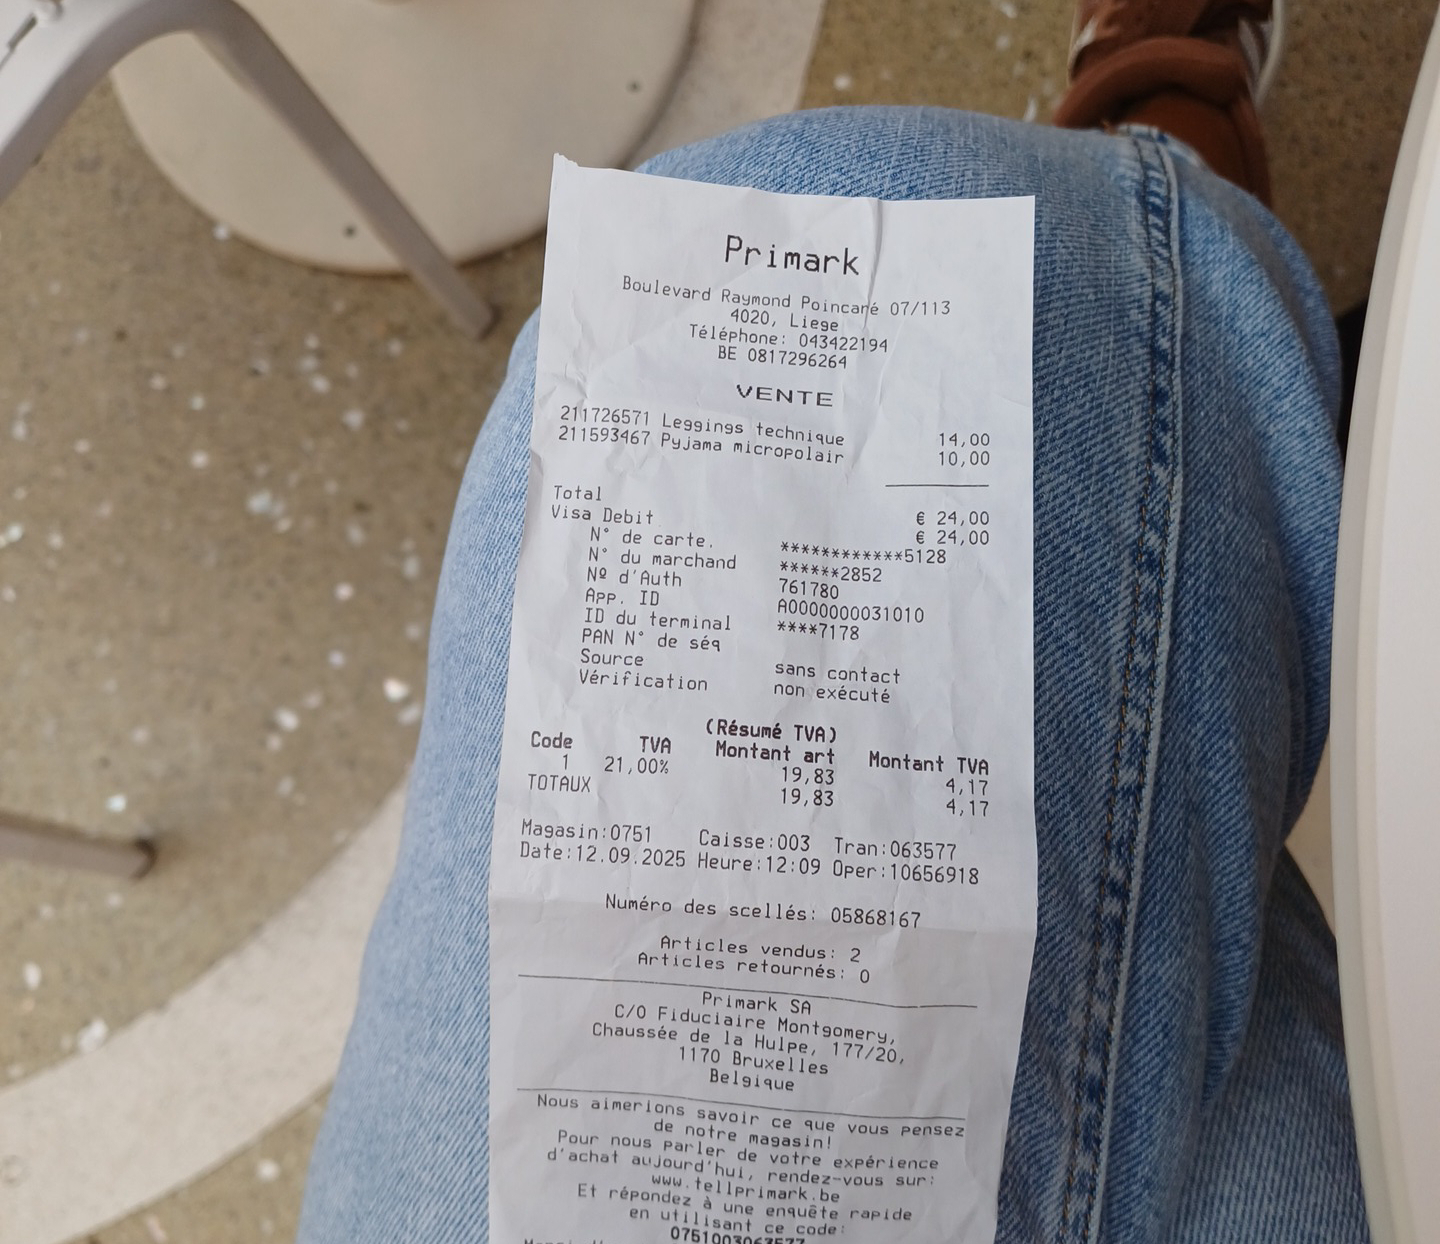 Primark
Boulevard Raymond Poincaré 07/113
4020, Liege
Téléphone: 043422194
BE 0817296264
VENTE
211726571 Leggings technique 14,00
211593467 Pyjama micropolair 10,00
Total € 24,00
Visa Debit € 24,00
N° de carte. ************5128
N° du marchand ******2852
Nº d'Auth 761780
App. ID A0000000031010
ID du terminal ****7178
PAN N° de séq
Source sans contact
Vérification non exécuté
(Résumé TVA)
Code TVA Montant art Montant TVA
1 21,00% 19,83 4,17
TOTAUX 19,83 4,17
Magasin:0751 Caisse:003 Tran:063577
Date:12.09.2025 Heure:12:09 Oper:10656918
Numéro des scellés: 05868167
Articles vendus: 2
Articles retournés: 0
Primark SA
C/O Fiduciaire Montgomery,
Chaussée de la Hulpe, 177/20,
1170 Bruxelles
Belgique
Nous aimerions savoir ce que vous pensez
de notre magasin!
Pour nous parler de votre expérience
d'achat aujourd'hui, rendez-vous sur:
www.tellprimark.be
Et répondez à une enquête rapide
en utilisant ce code:
0751003063577